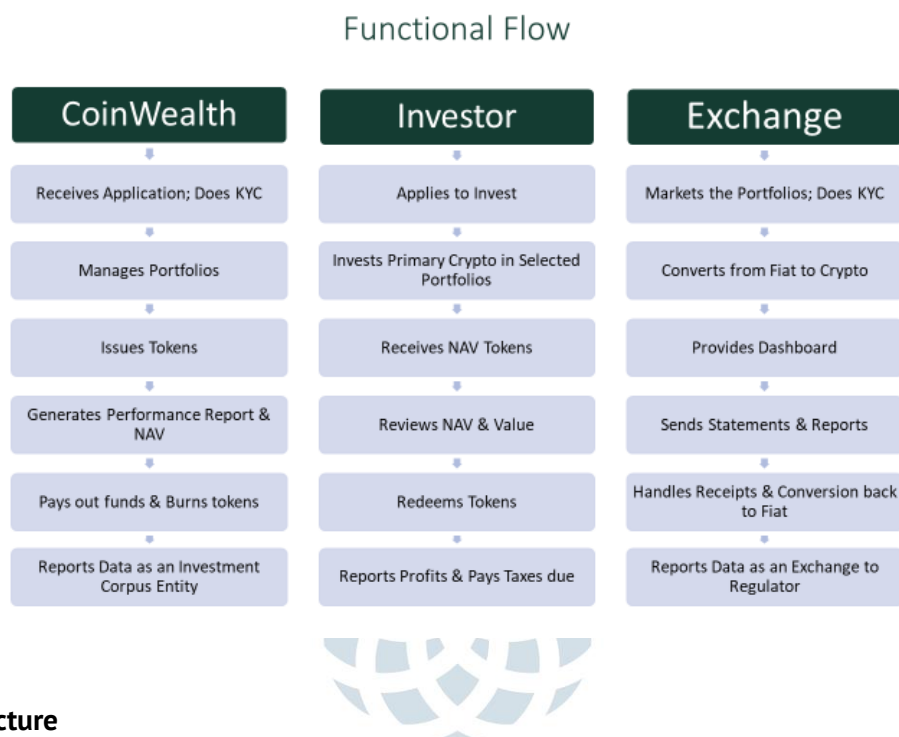 Functional Flow
CoinWealth
Receives Application; Does KYC
Manages Portfolios
Issues Tokens
Generates Performance Report &
NAV
Pays out funds & Burns tokens
Reports Data as an Investment
Corpus Entity
Investor
Applies to Invest
Invests Primary Crypto in Selected
Portfolios
Receives NAV Tokens
Reviews NAV & Value
Redeems Tokens
Reports Profits & Pays Taxes due
Exchange
Markets the Portfolios; Does KYC
Converts from Fiat to Crypto
Provides Dashboard
Sends Statements & Reports
Handles Receipts & Conversion back
to Fiat
Reports Data as an Exchange to
Regulator
cture